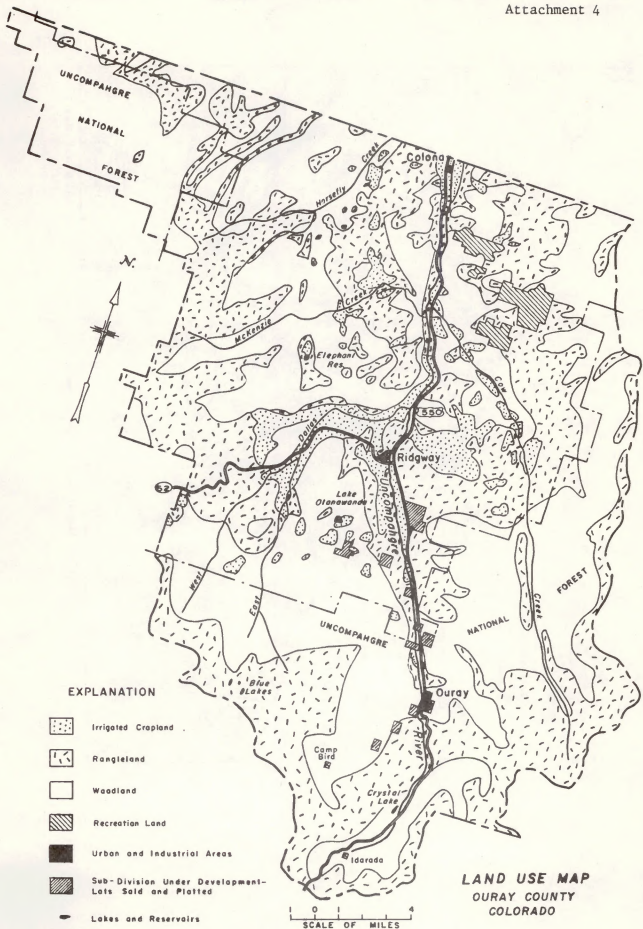 Attachment 4
UNCOMPAHGRE
NATIONAL
FOREST
Colona
Horsefly Creek
N.
McKenzie Creek
Elephant
Res.
Cow
550
Dallas
Ridgway
62
Lake
Otonawanda
Uncompahgre
West
East
UNCOMPAHGRE
NATIONAL
FOREST
Creek
Blue
Lakes
Ouray
River
Camp
Bird
Crystal
Lake
Idarado
EXPLANATION
Irrigated Cropland
Rangleland
Woodland
Recreation Land
Urban and Industrial Areas
Sub-Division Under Development-
Lots Sold and Platted
Lakes and Reservoirs
1 0 1 4
SCALE OF MILES
LAND USE MAP
OURAY COUNTY
COLORADO